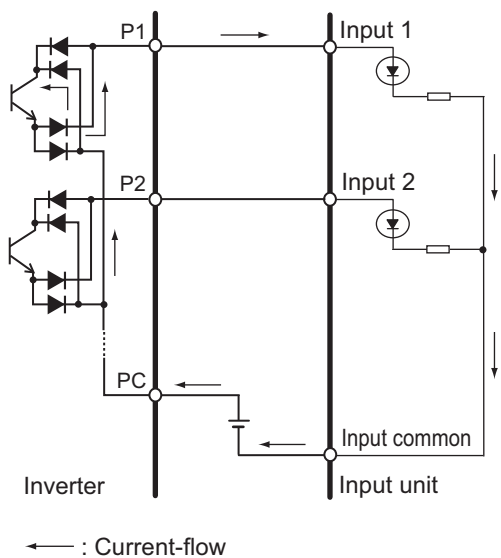 P1
Input 1
P2
Input 2
PC
Input common
Inverter
Input unit
: Current-flow